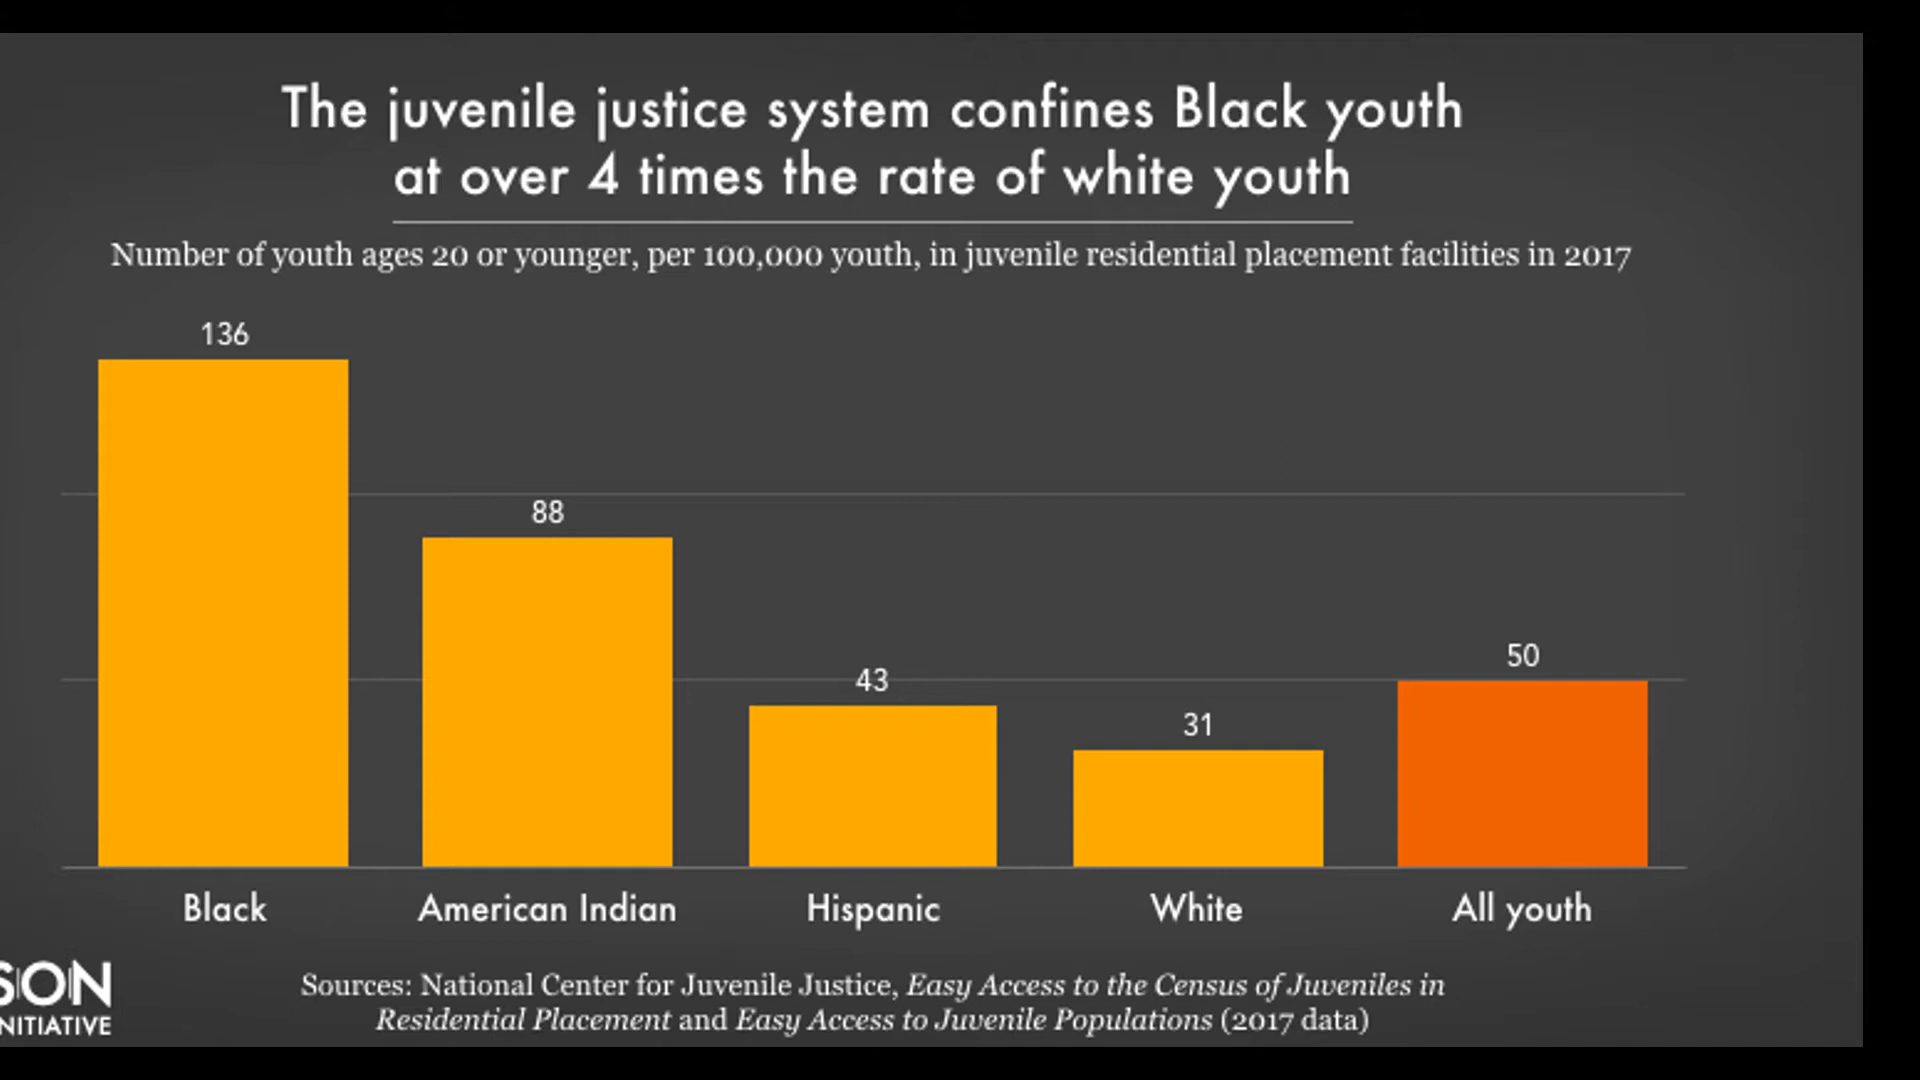 The juvenile justice system confines Black youth
at over 4 times the rate of white youth
Number of youth ages 20 or younger, per 100,000 youth, in juvenile residential placement facilities in 2017
136
88
43
31
50
Black
American Indian
Hispanic
White
All youth
SON
NITIATIVE
Sources: National Center for Juvenile Justice, Easy Access to the Census of Juveniles in
Residential Placement and Easy Access to Juvenile Populations (2017 data)